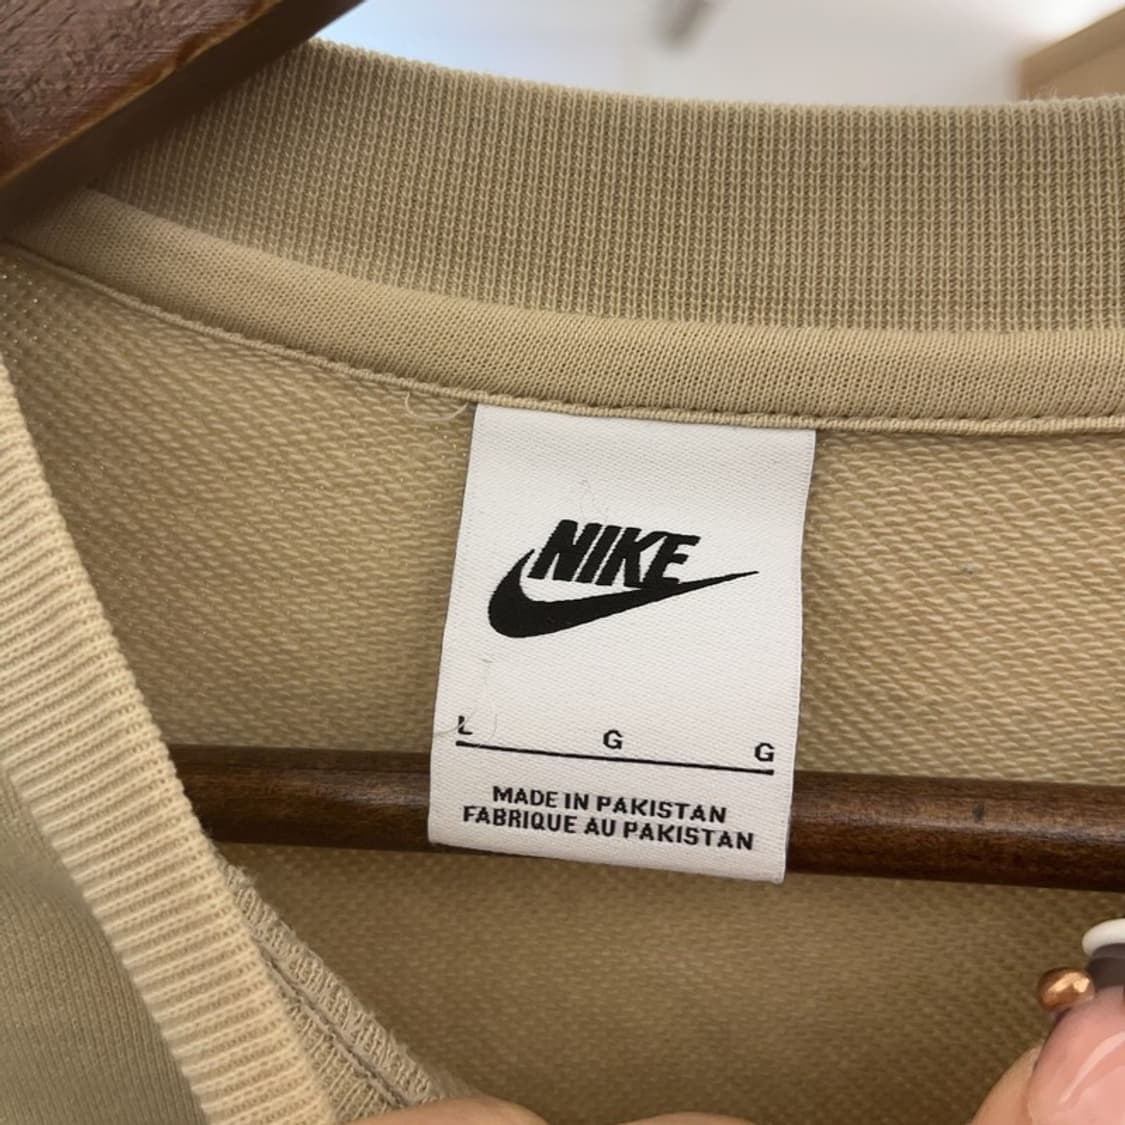 NIKE
L G G
MADE IN PAKISTAN
FABRIQUE AU PAKISTAN